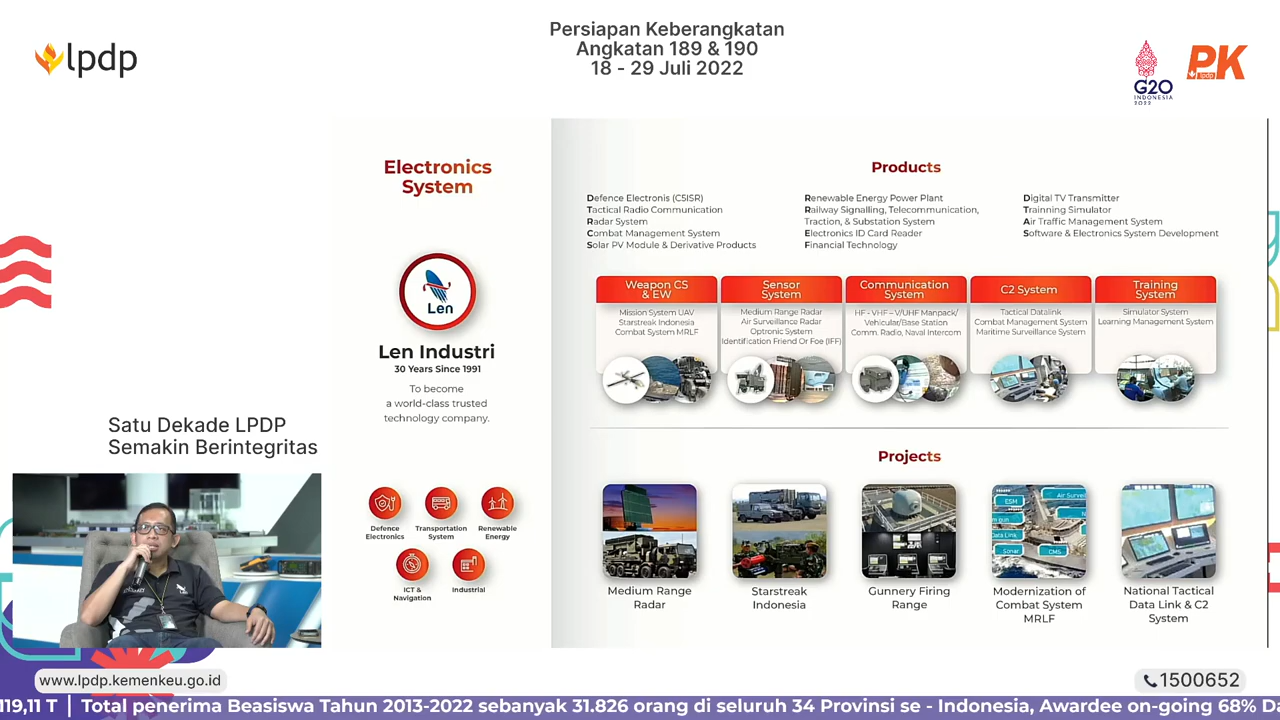 lpdp
Persiapan Keberangkatan
Angkatan 189 & 190
18 - 29 Juli 2022
G20
INDONESIA
2022
PK
lpdp
Electronics
System
Len
Len Industri
30 Years Since 1991
To become
a world-class trusted
technology company.
Defence
Electronics
Transportation
System
Renewable
Energy
ICT &
Navigation
Industrial
Products
Defence Electronis (C5ISR)
Tactical Radio Communication
Radar System
Combat Management System
Solar PV Module & Derivative Products
Renewable Energy Power Plant
Railway Signalling, Telecommunication,
Traction, & Substation System
Electronics ID Card Reader
Financial Technology
Digital TV Transmitter
Trainning Simulator
Air Traffic Management System
Software & Electronics System Development
Weapon CS
& EW
Mission System UAV
Starstreak Indonesia
Combat System MRLF
Sensor
System
Medium Range Radar
Air Surveillance Radar
Optronic System
Identification Friend Or Foe (IFF)
Communication
System
HF - VHF – V/UHF Manpack/
Vehicular/Base Station
Comm. Radio, Naval Intercom
C2 System
Tactical Datalink
Combat Management System
Maritime Surveillance System
Training
System
Simulator System
Learning Management System
Projects
Medium Range
Radar
Starstreak
Indonesia
Gunnery Firing
Range
ESM
Air Survei
Data Link
Sonar
CMS
Modernization of
Combat System
MRLF
National Tactical
Data Link & C2
System
Satu Dekade LPDP
Semakin Berintegritas
www.lpdp.kemenkeu.go.id
1500652
119,11 T | Total penerima Beasiswa Tahun 2013-2022 sebanyak 31.826 orang di seluruh 34 Provinsi se - Indonesia, Awardee on-going 68% Da